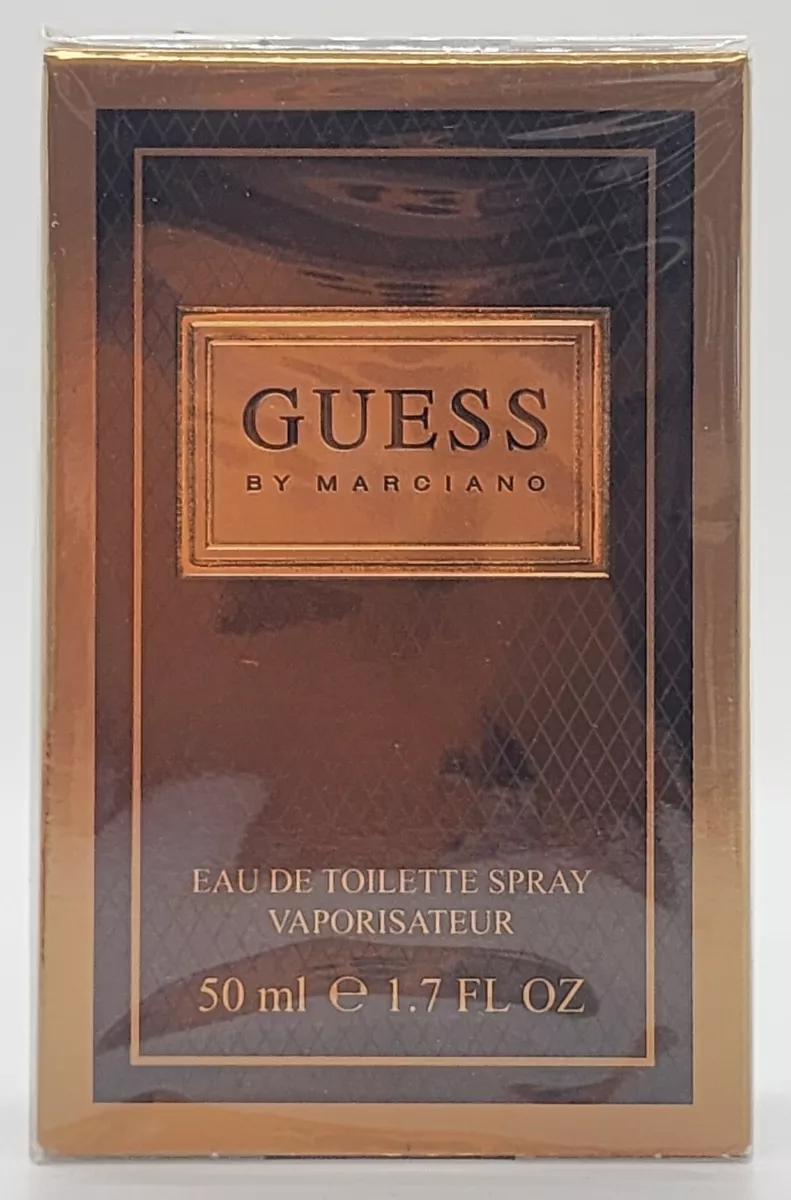 GUESS
BY MARCIANO
EAU DE TOILETTE SPRAY
VAPORISATEUR
50 ml ℮ 1.7 FL OZ